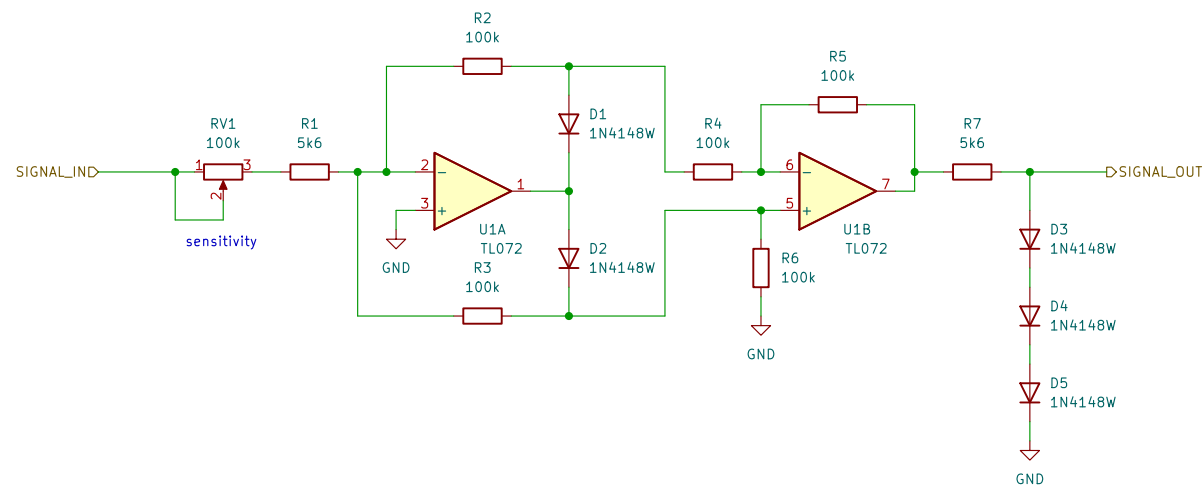 R2
100k
R5
100k
D1
1N4148W
RV1
100k
R1
5k6
R4
100k
R7
5k6
SIGNAL_IN
1
3
2
2
3
1
6
5
7
SIGNAL_OUT
sensitivity
U1A
TL072
GND
D2
1N4148W
R3
100k
U1B
TL072
R6
100k
GND
D3
1N4148W
D4
1N4148W
D5
1N4148W
GND